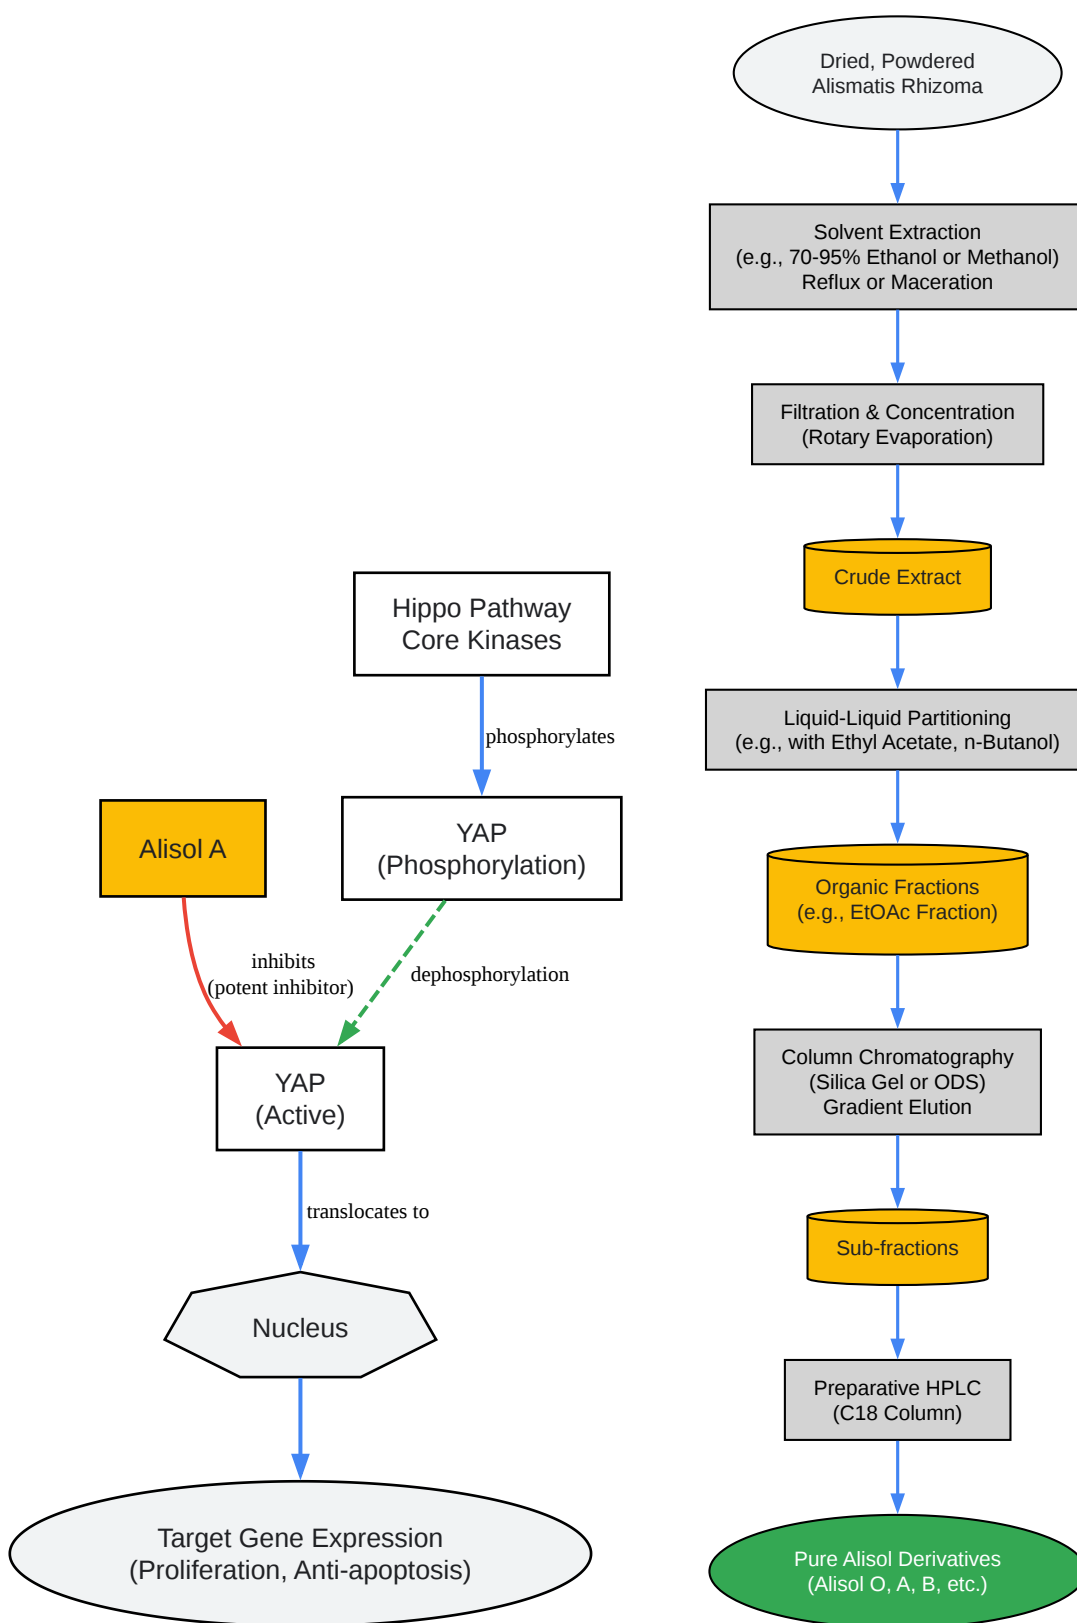 Hippo Pathway
Core Kinases
phosphorylates
Alisol A
YAP
(Phosphorylation)
inhibits
(potent inhibitor)
dephosphorylation
YAP
(Active)
translocates to
Nucleus
Target Gene Expression
(Proliferation, Anti-apoptosis)
Dried, Powdered
Alismatis Rhizoma
Solvent Extraction
(e.g., 70-95% Ethanol or Methanol)
Reflux or Maceration
Filtration & Concentration
(Rotary Evaporation)
Crude Extract
Liquid-Liquid Partitioning
(e.g., with Ethyl Acetate, n-Butanol)
Organic Fractions
(e.g., EtOAc Fraction)
Column Chromatography
(Silica Gel or ODS)
Gradient Elution
Sub-fractions
Preparative HPLC
(C18 Column)
Pure Alisol Derivatives
(Alisol O, A, B, etc.)